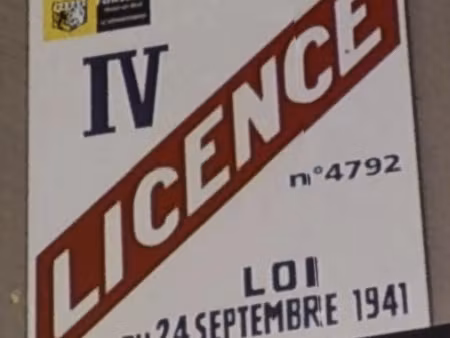 IV
LICENCE
n°4792
LOI
DU 24 SEPTEMBRE 1941